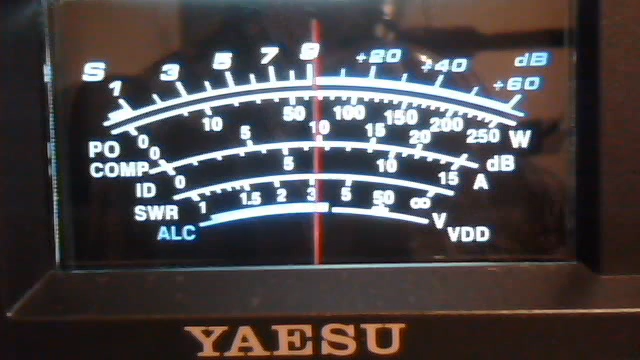 S 1 3 5 7 9 +20 +40 +60 dB
PO 0 10 50 100 150 200 250 W
COMP 0 5 10 15 20 dB
ID 0 5 10 15 A
SWR 1 1.5 2 3 5 50 ∞
ALC V VDD
YAESU